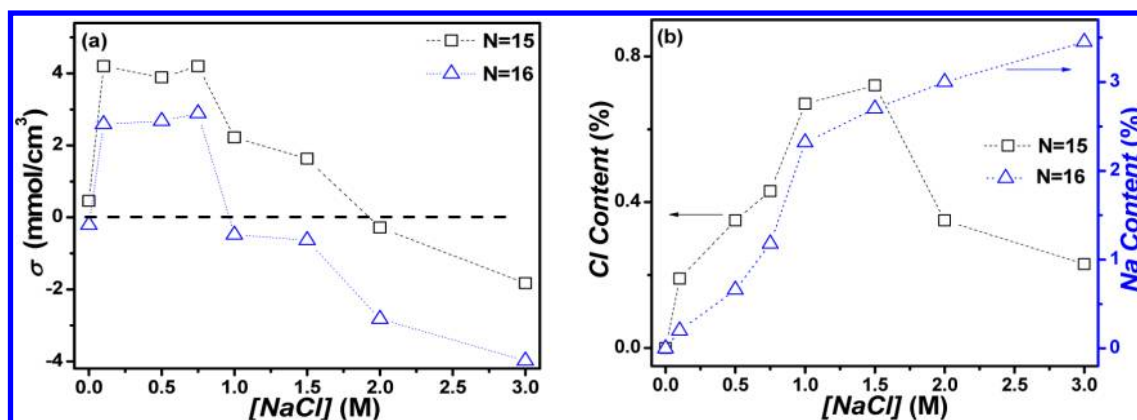 (a)
N=15
N=16
4
2
0
-2
-4
σ (mmol/cm³)
0.0 0.5 1.0 1.5 2.0 2.5 3.0
[NaCl] (M)
(b)
N=15
N=16
0.8
0.4
0.0
Cl Content (%)
3
2
1
0
Na Content (%)
0.0 0.5 1.0 1.5 2.0 2.5 3.0
[NaCl] (M)